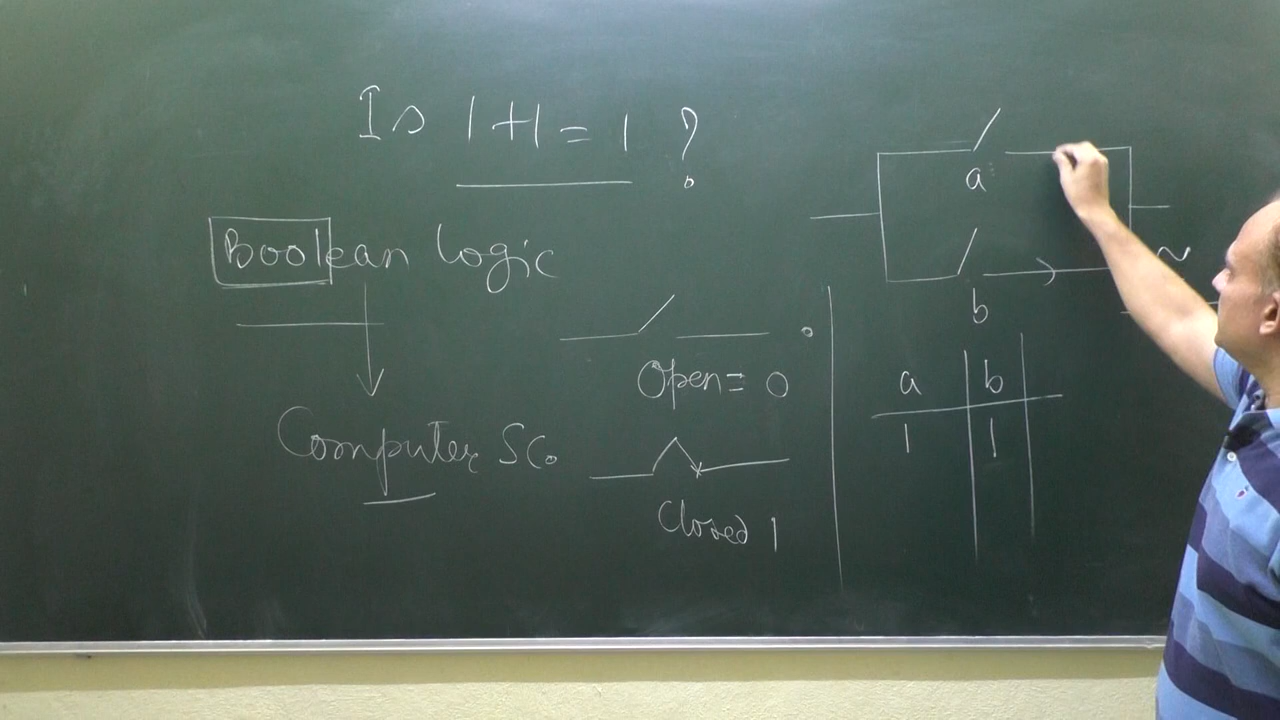 Is 1+1=1 ?
Boolean logic
Computer Sc.
Open ≡ 0
Closed 1
a
b
~
a b
1 1